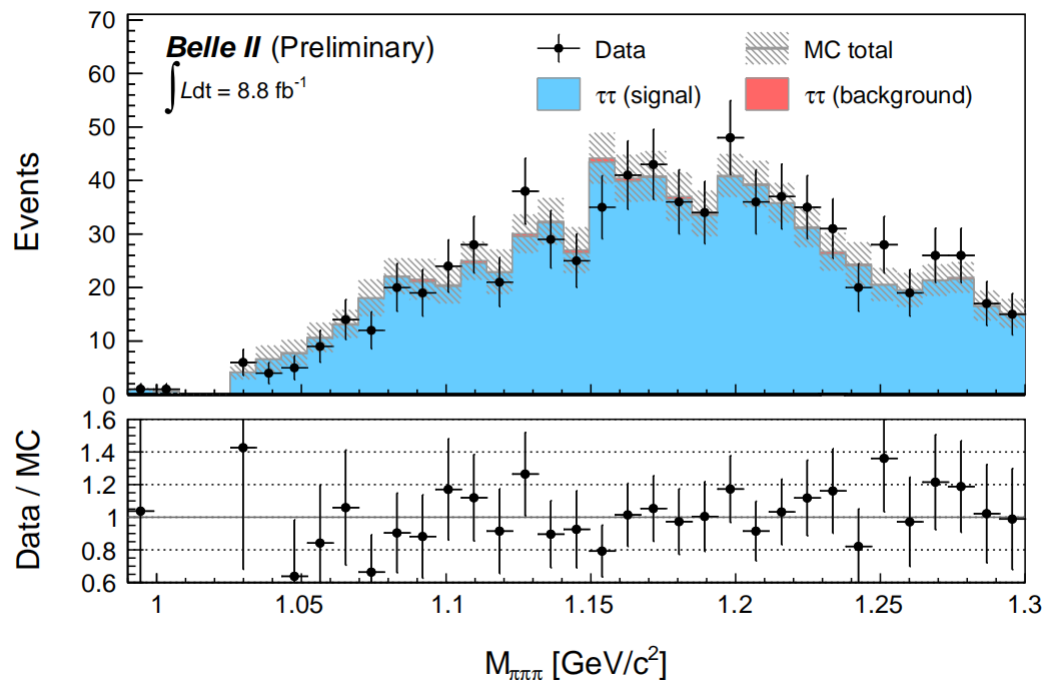 70
60
50
40
30
20
10
0
Events
Belle II (Preliminary)
∫Ldt = 8.8 fb⁻¹
Data
MC total
ττ (signal)
ττ (background)
1.6
1.4
1.2
1
0.8
0.6
Data / MC
1 1.05 1.1 1.15 1.2 1.25 1.3
M_πππ [GeV/c²]